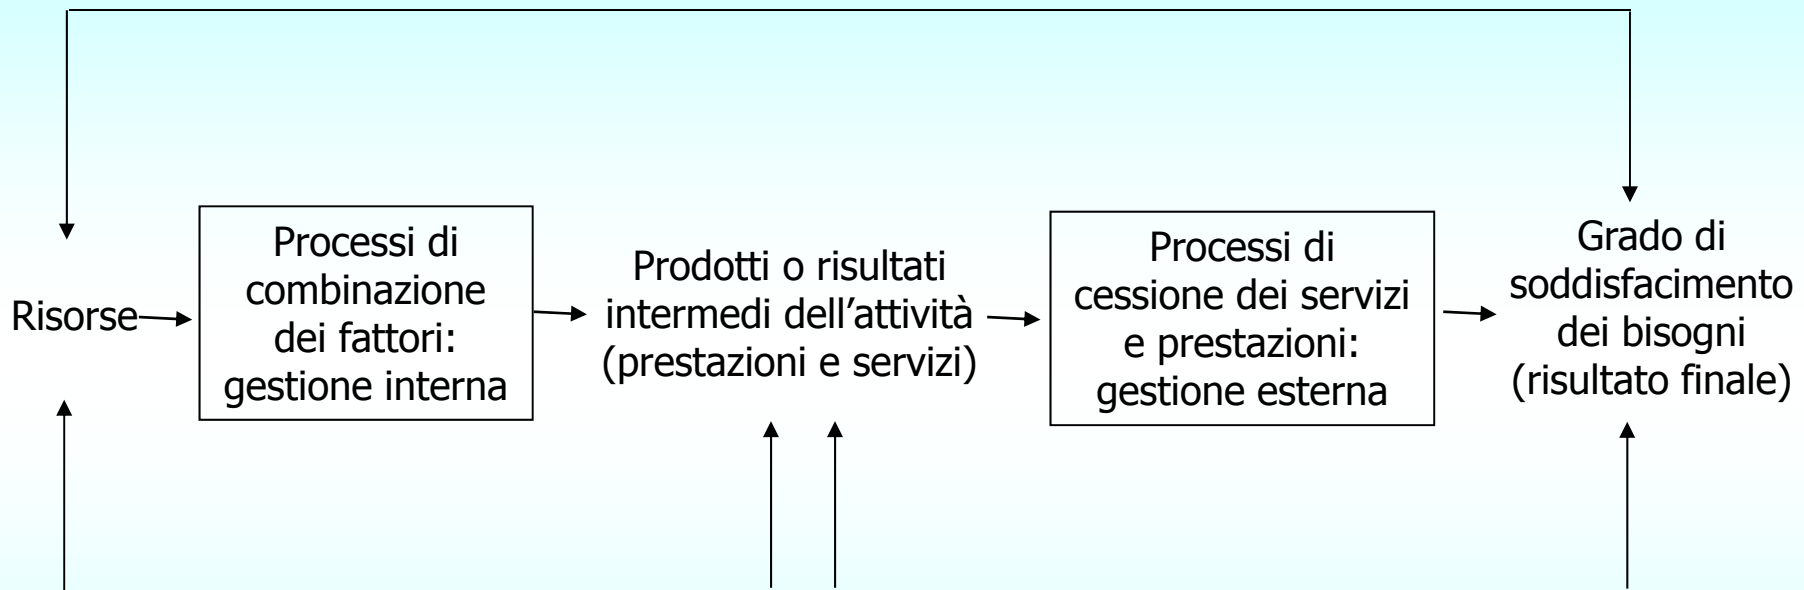 Risorse
Processi di
combinazione
dei fattori:
gestione interna
Prodotti o risultati
intermedi dell’attività
(prestazioni e servizi)
Processi di
cessione dei servizi
e prestazioni:
gestione esterna
Grado di
soddisfacimento
dei bisogni
(risultato finale)